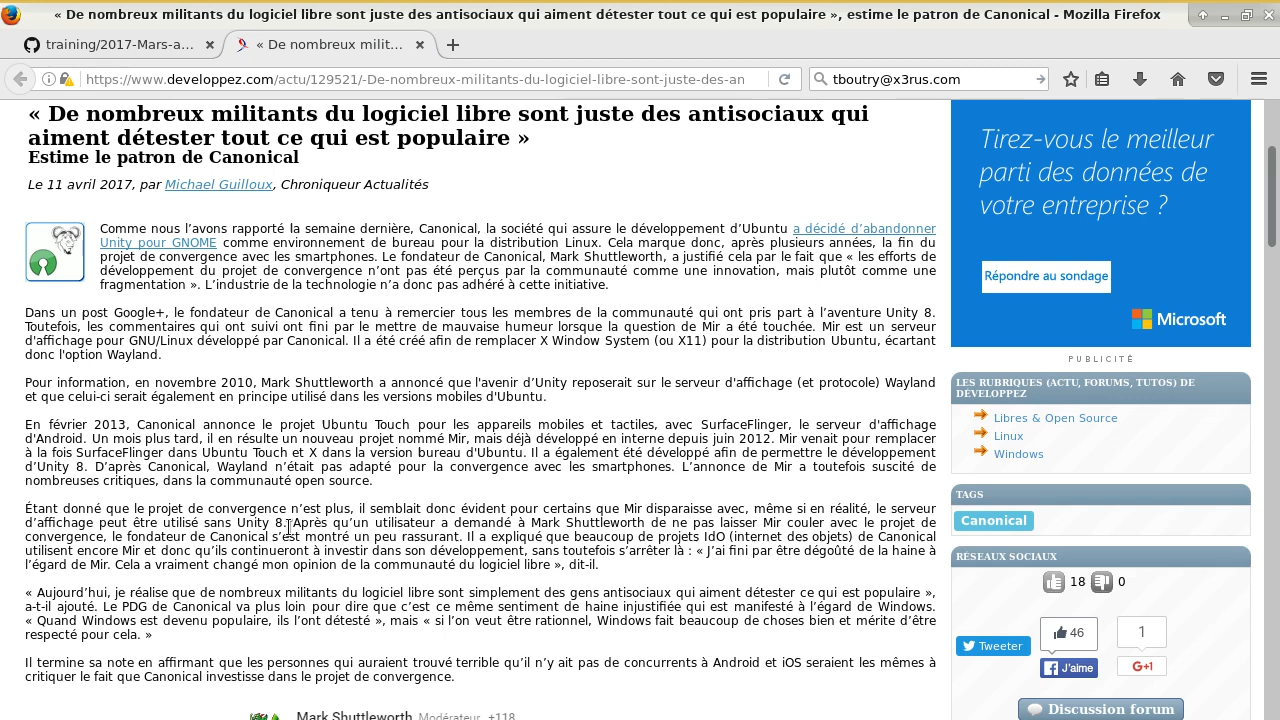 « De nombreux militants du logiciel libre sont juste des antisociaux qui aiment détester tout ce qui est populaire », estime le patron de Canonical - Mozilla Firefox
training/2017-Mars-a...
« De nombreux milit...
https://www.developpez.com/actu/129521/-De-nombreux-militants-du-logiciel-libre-sont-juste-des-an
tboutry@x3rus.com
« De nombreux militants du logiciel libre sont juste des antisociaux qui
aiment détester tout ce qui est populaire »
Estime le patron de Canonical
Le 11 avril 2017, par Michael Guilloux, Chroniqueur Actualités
Comme nous l’avons rapporté la semaine dernière, Canonical, la société qui assure le développement d’Ubuntu a décidé d’abandonner
Unity pour GNOME comme environnement de bureau pour la distribution Linux. Cela marque donc, après plusieurs années, la fin du
projet de convergence avec les smartphones. Le fondateur de Canonical, Mark Shuttleworth, a justifié cela par le fait que « les efforts de
développement du projet de convergence n’ont pas été perçus par la communauté comme une innovation, mais plutôt comme une
fragmentation ». L’industrie de la technologie n’a donc pas adhéré à cette initiative.
Dans un post Google+, le fondateur de Canonical a tenu à remercier tous les membres de la communauté qui ont pris part à l’aventure Unity 8.
Toutefois, les commentaires qui ont suivi ont fini par le mettre de mauvaise humeur lorsque la question de Mir a été touchée. Mir est un serveur
d'affichage pour GNU/Linux développé par Canonical. Il a été créé afin de remplacer X Window System (ou X11) pour la distribution Ubuntu, écartant
donc l'option Wayland.
Pour information, en novembre 2010, Mark Shuttleworth a annoncé que l'avenir d’Unity reposerait sur le serveur d'affichage (et protocole) Wayland
et que celui-ci serait également en principe utilisé dans les versions mobiles d'Ubuntu.
En février 2013, Canonical annonce le projet Ubuntu Touch pour les appareils mobiles et tactiles, avec SurfaceFlinger, le serveur d'affichage
d'Android. Un mois plus tard, il en résulte un nouveau projet nommé Mir, mais déjà développé en interne depuis juin 2012. Mir venait pour remplacer
à la fois SurfaceFlinger dans Ubuntu Touch et X dans la version bureau d'Ubuntu. Il a également été développé afin de permettre le développement
d’Unity 8. D’après Canonical, Wayland n’était pas adapté pour la convergence avec les smartphones. L’annonce de Mir a toutefois suscité de
nombreuses critiques, dans la communauté open source.
Étant donné que le projet de convergence n’est plus, il semblait donc évident pour certains que Mir disparaisse avec, même si en réalité, le serveur
d’affichage peut être utilisé sans Unity 8. Après qu’un utilisateur a demandé à Mark Shuttleworth de ne pas laisser Mir couler avec le projet de
convergence, le fondateur de Canonical s’est montré un peu rassurant. Il a expliqué que beaucoup de projets IdO (internet des objets) de Canonical
utilisent encore Mir et donc qu’ils continueront à investir dans son développement, sans toutefois s’arrêter là : « J’ai fini par être dégoûté de la haine à
l’égard de Mir. Cela a vraiment changé mon opinion de la communauté du logiciel libre », dit-il.
« Aujourd’hui, je réalise que de nombreux militants du logiciel libre sont simplement des gens antisociaux qui aiment détester ce qui est populaire »,
a-t-il ajouté. Le PDG de Canonical va plus loin pour dire que c’est ce même sentiment de haine injustifiée qui est manifesté à l’égard de Windows.
« Quand Windows est devenu populaire, ils l’ont détesté », mais « si l’on veut être rationnel, Windows fait beaucoup de choses bien et mérite d’être
respecté pour cela. »
Il termine sa note en affirmant que les personnes qui auraient trouvé terrible qu’il n’y ait pas de concurrents à Android et iOS seraient les mêmes à
critiquer le fait que Canonical investisse dans le projet de convergence.
Mark Shuttleworth Modérateur +118
Tirez-vous le meilleur
parti des données de
votre entreprise ?
Répondre au sondage
Microsoft
PUBLICITÉ
LES RUBRIQUES (ACTU, FORUMS, TUTOS) DE
DÉVELOPPEZ
Libres & Open Source
Linux
Windows
TAGS
Canonical
RÉSEAUX SOCIAUX
18 0
46 1
Tweeter J'aime G+1
Discussion forum